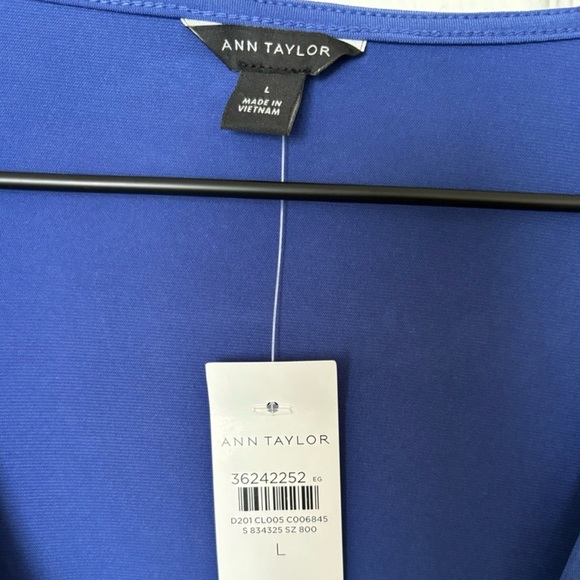 ANN TAYLOR
L
MADE IN
VIETNAM
ANN TAYLOR
36242252 EG
D201 CL005 C006845
S 834325 SZ 800
L